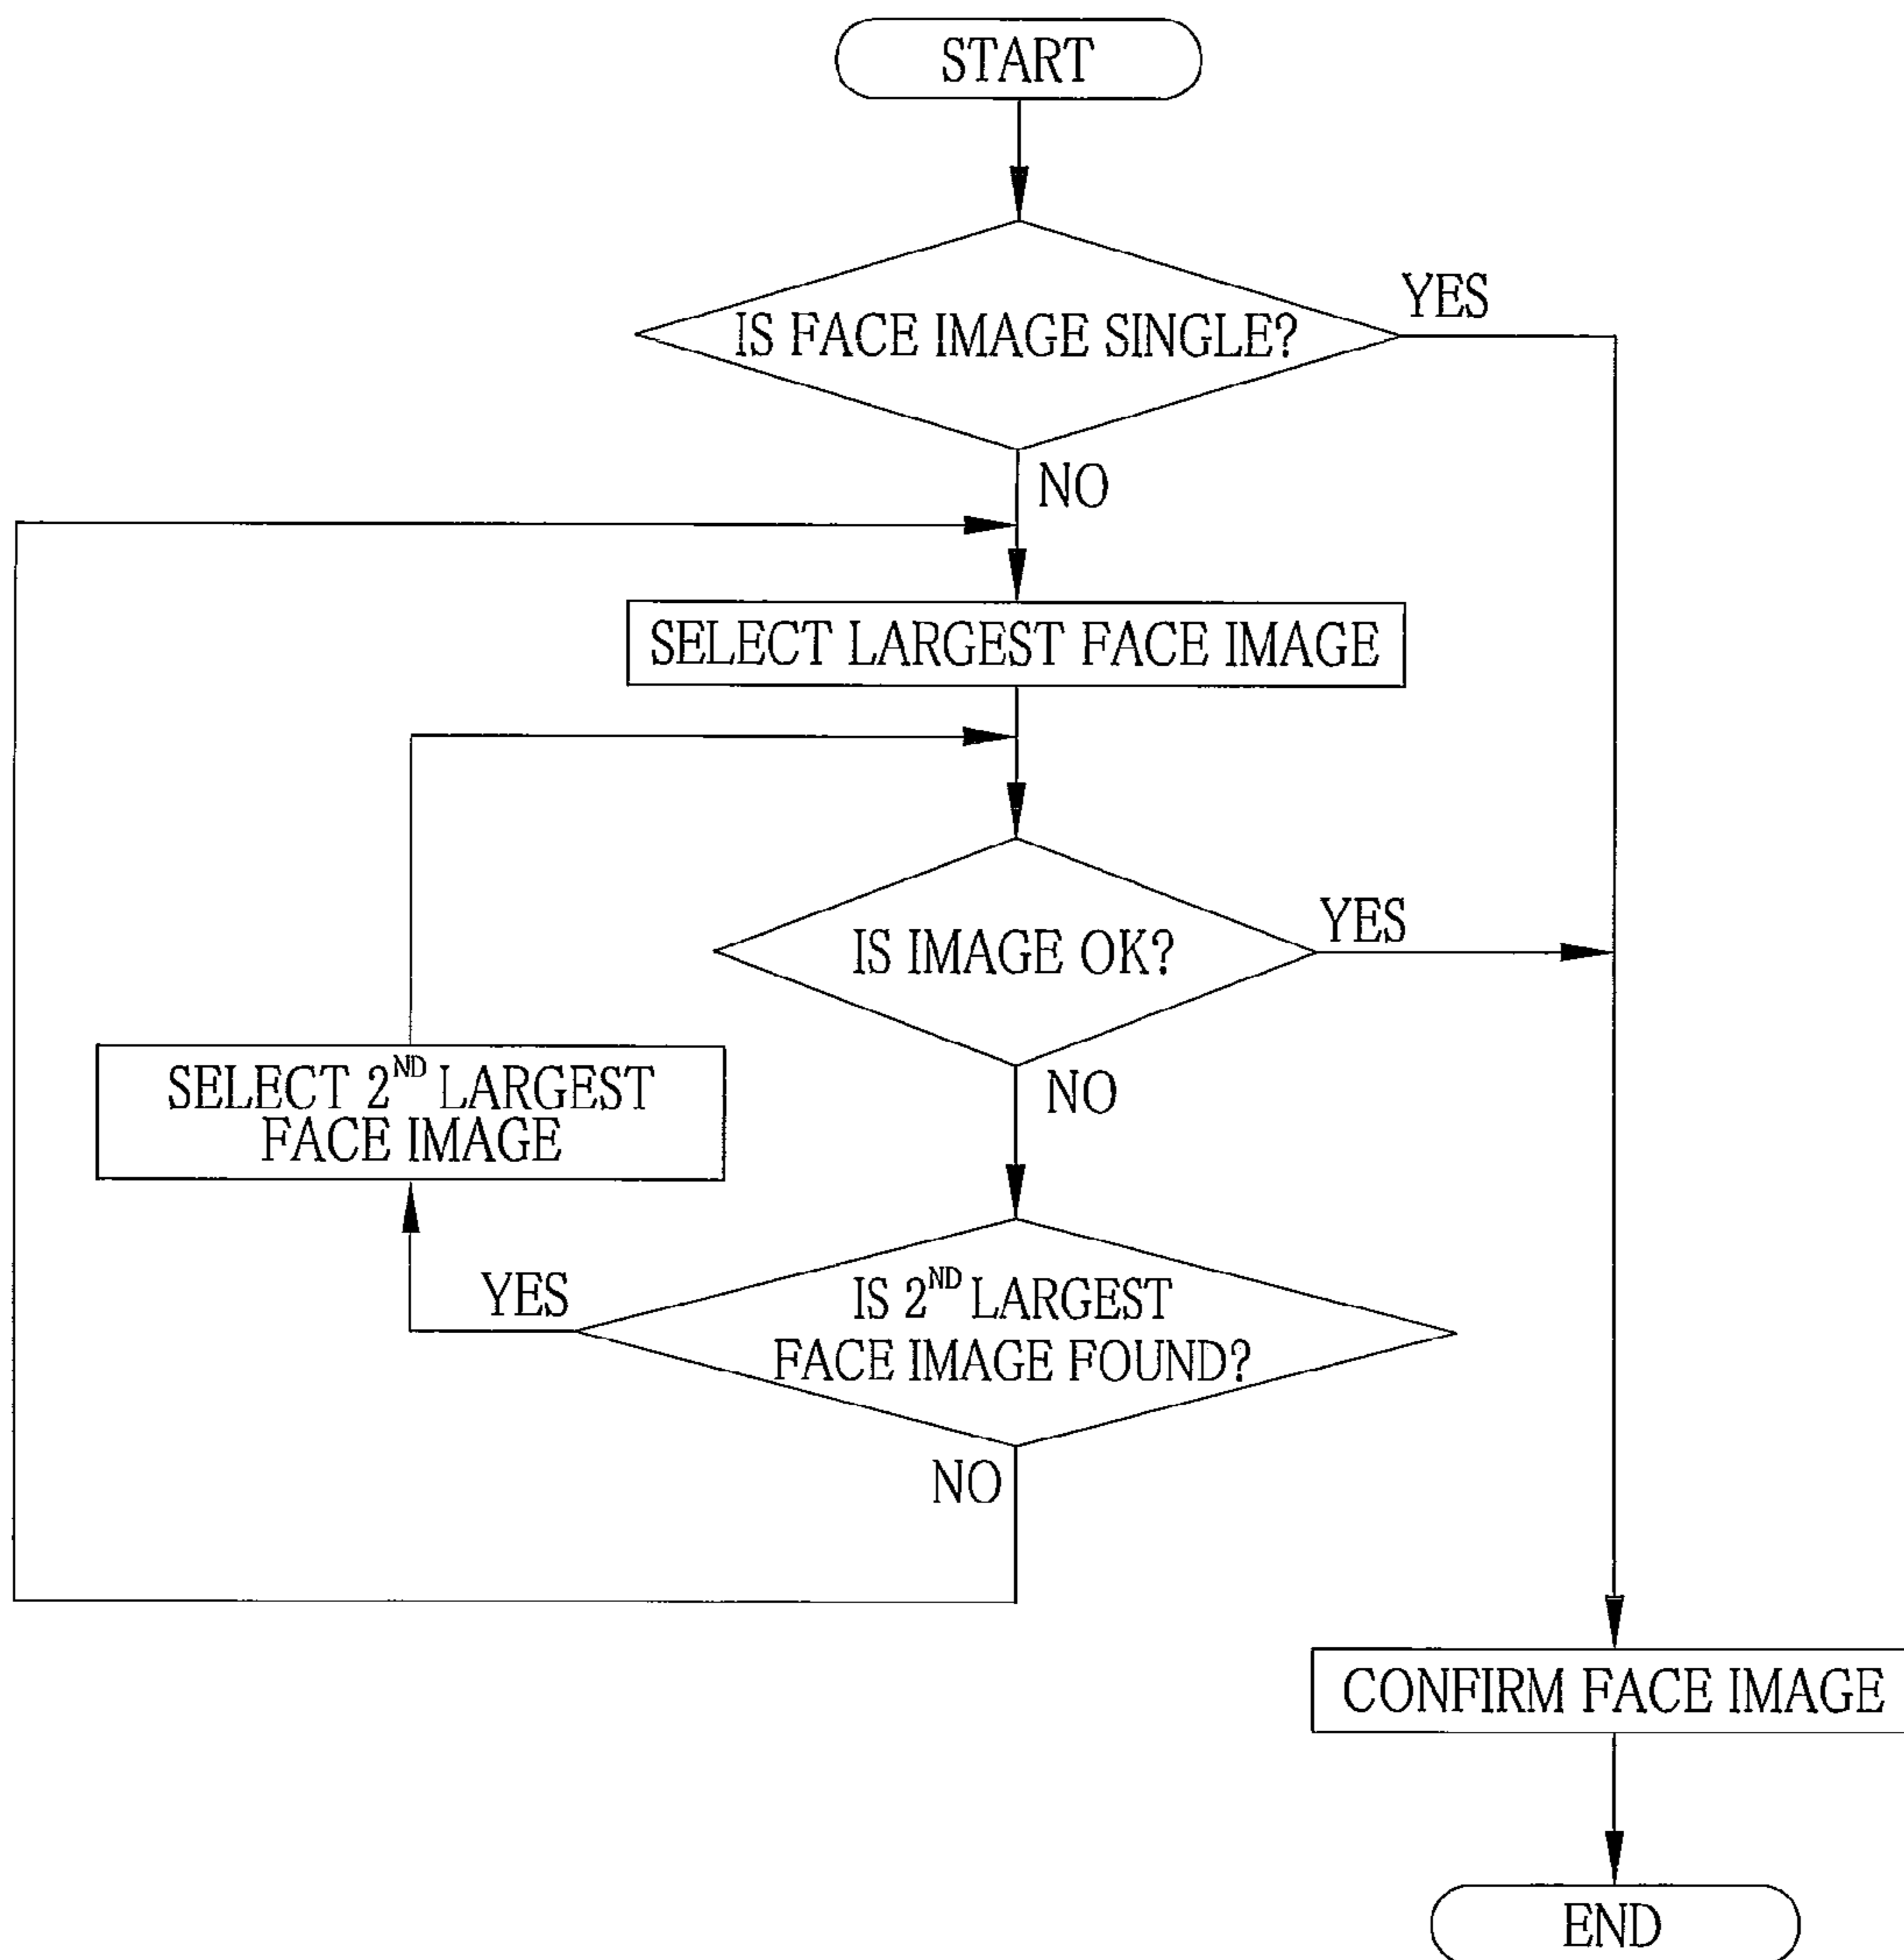 START
IS FACE IMAGE SINGLE?
YES
NO
SELECT LARGEST FACE IMAGE
IS IMAGE OK?
YES
NO
SELECT 2ND LARGEST
FACE IMAGE
IS 2ND LARGEST
FACE IMAGE FOUND?
YES
NO
CONFIRM FACE IMAGE
END